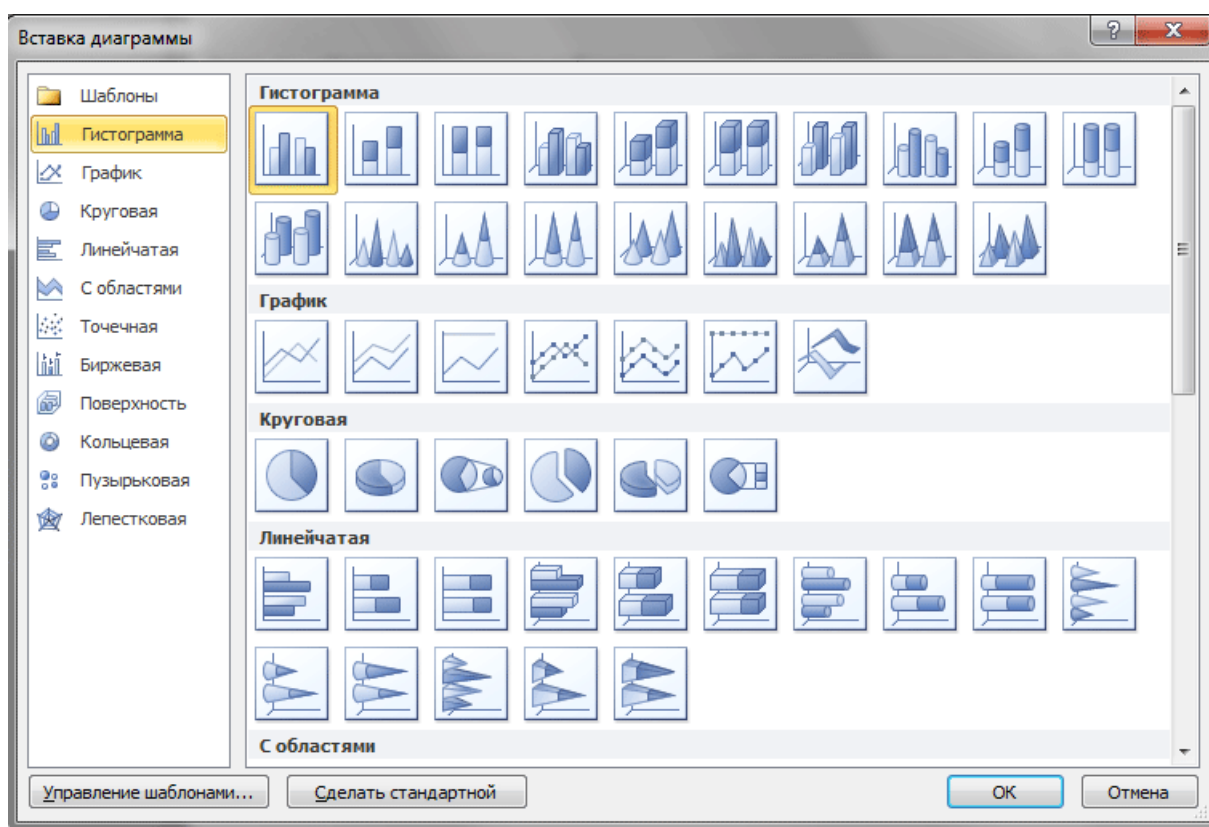 Вставка диаграммы
Шаблоны
Гистограмма
График
Круговая
Линейчатая
С областями
Точечная
Биржевая
Поверхность
Кольцевая
Пузырьковая
Лепестковая
Гистограмма
График
Круговая
Линейчатая
С областями
Управление шаблонами...
Сделать стандартной
ОК
Отмена